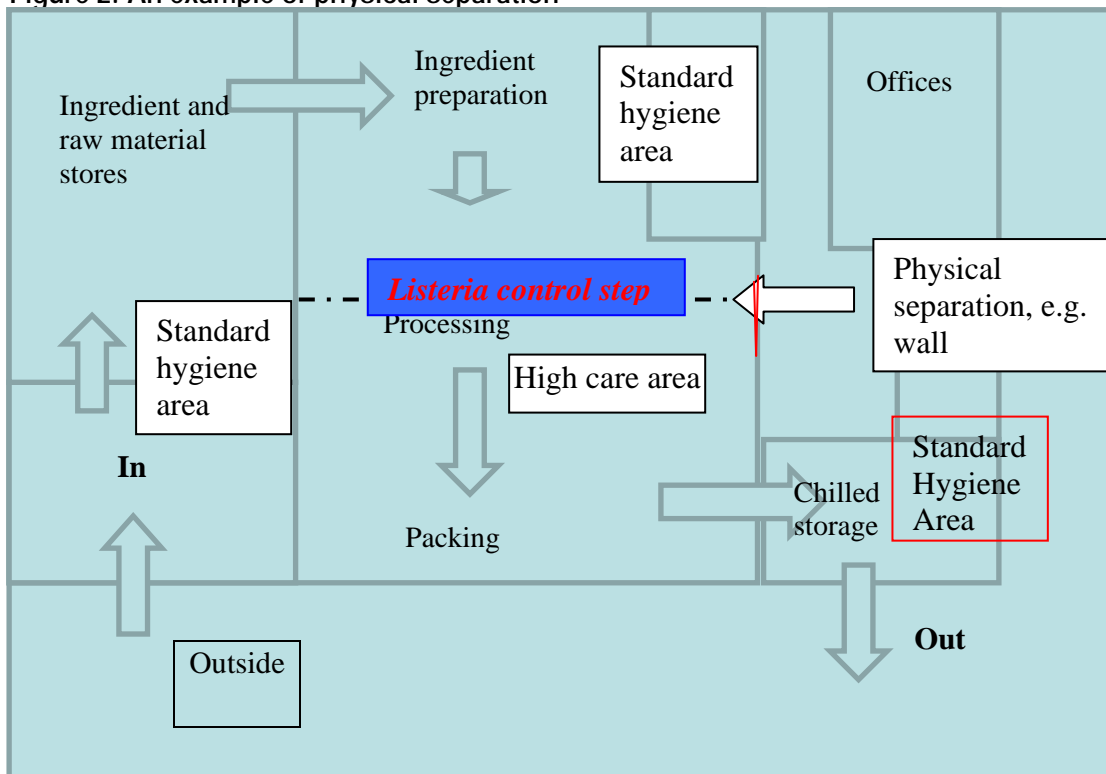 Figure 2: An example of physical separation
Ingredient and
raw material
stores
Ingredient
preparation
Standard
hygiene
area
Offices
Listeria control step
Processing
Physical
separation, e.g.
wall
Standard
hygiene
area
High care area
In
Standard
Hygiene
Area
Chilled
storage
Packing
Out
Outside